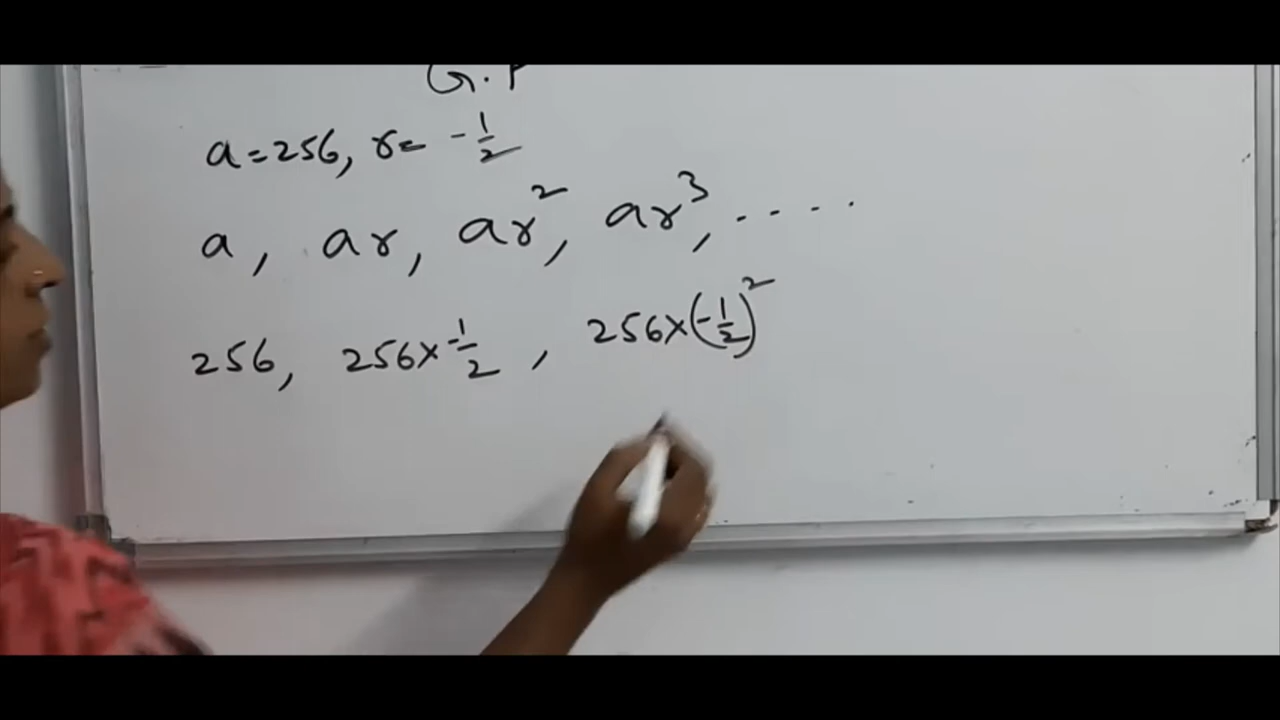 G.P
a=256, r= -1/2
a, ar, ar², ar³, ....
256, 256×-1/2, 256×(-1/2)²